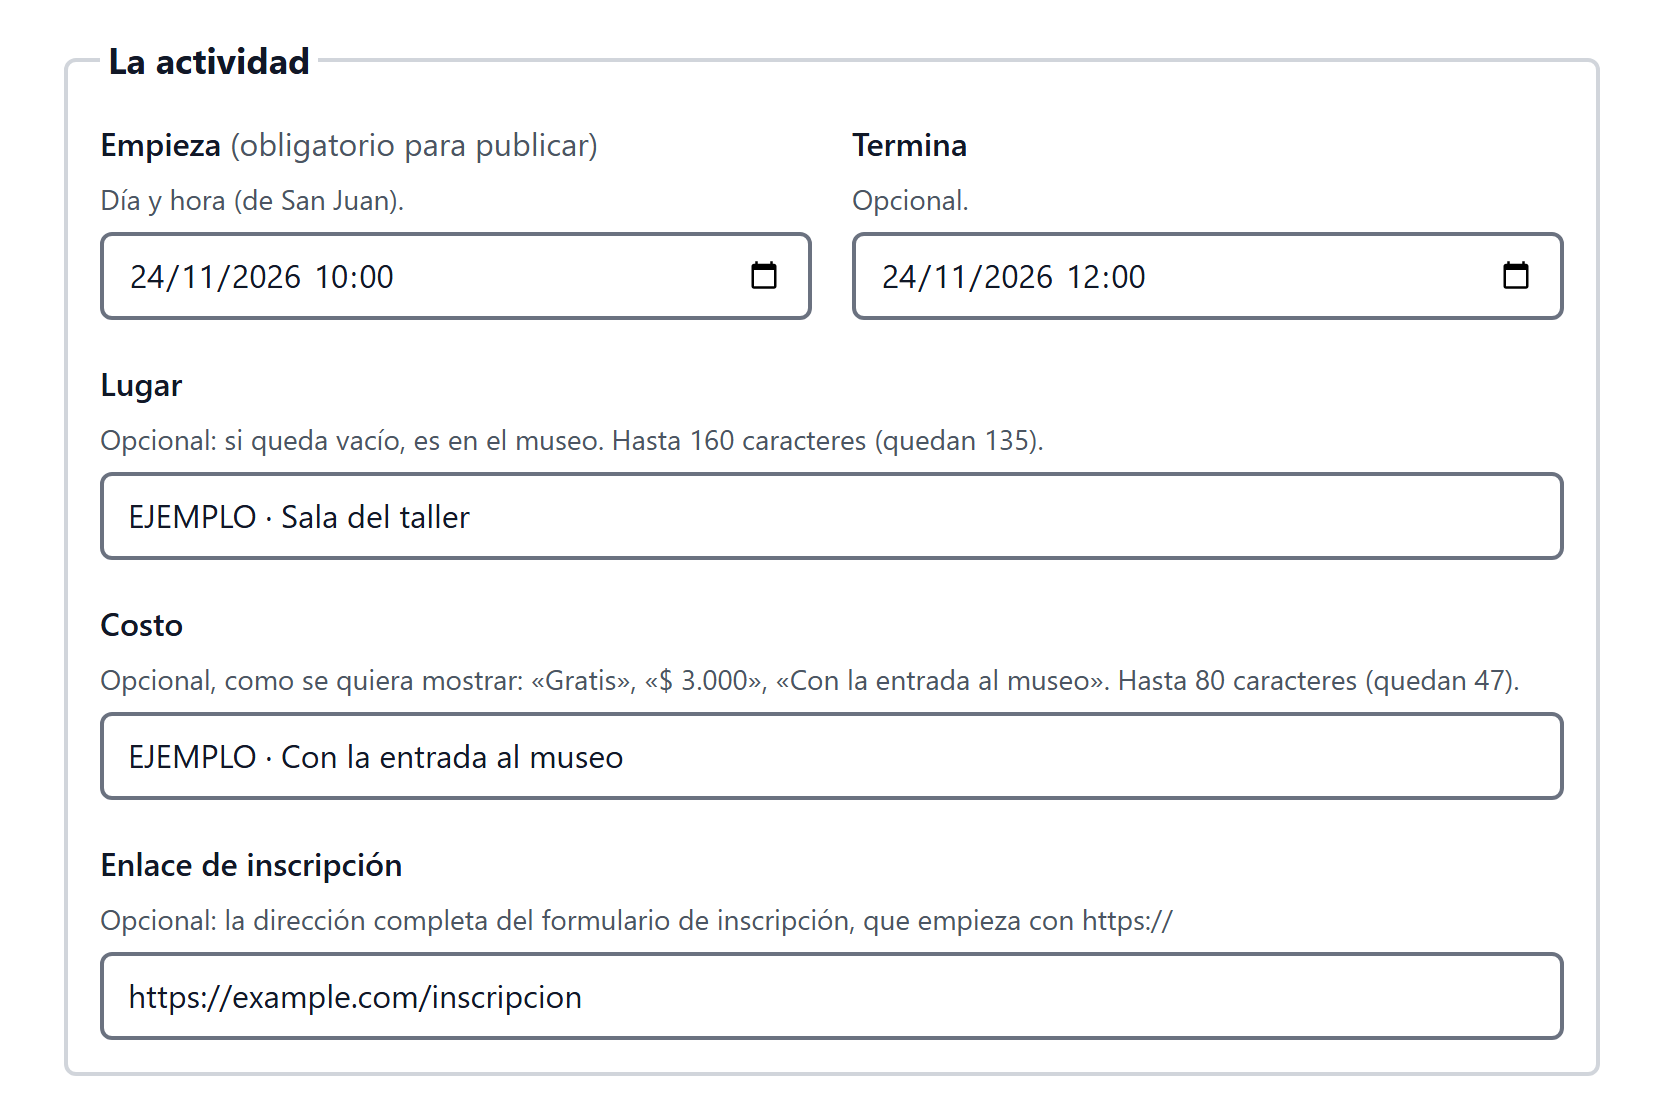 La actividad
Empieza (obligatorio para publicar)
Día y hora (de San Juan).
24/11/2026 10:00
Termina
Opcional.
24/11/2026 12:00
Lugar
Opcional: si queda vacío, es en el museo. Hasta 160 caracteres (quedan 135).
EJEMPLO · Sala del taller
Costo
Opcional, como se quiera mostrar: «Gratis», «$ 3.000», «Con la entrada al museo». Hasta 80 caracteres (quedan 47).
EJEMPLO · Con la entrada al museo
Enlace de inscripción
Opcional: la dirección completa del formulario de inscripción, que empieza con https://
https://example.com/inscripcion